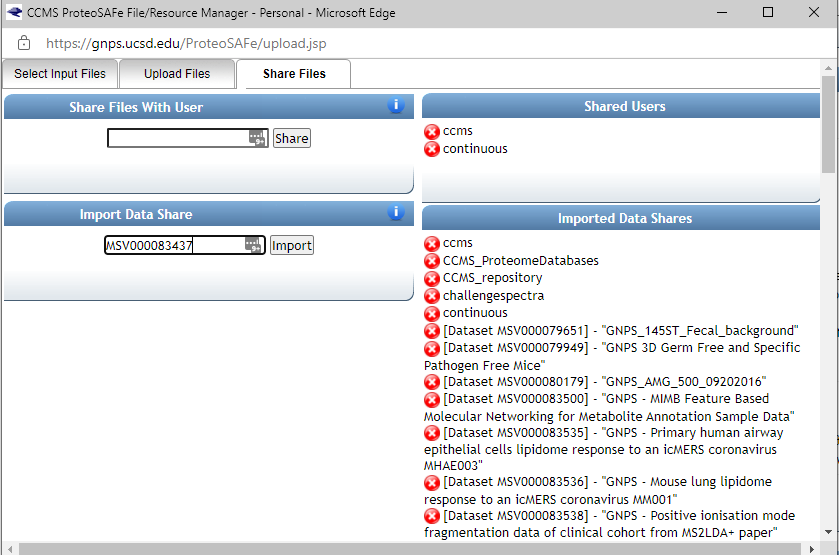 CCMS ProteoSAFe File/Resource Manager - Personal - Microsoft Edge
https://gnps.ucsd.edu/ProteoSAFe/upload.jsp
Select Input Files
Upload Files
Share Files
Share Files With User
i
9+
Share
Import Data Share
i
MSV000083437
9+
Import
Shared Users
ccms
continuous
Imported Data Shares
ccms
CCMS_ProteomeDatabases
CCMS_repository
challengespectra
continuous
[Dataset MSV000079651] - "GNPS_145ST_Fecal_background"
[Dataset MSV000079949] - "GNPS 3D Germ Free and Specific
Pathogen Free Mice"
[Dataset MSV000080179] - "GNPS_AMG_500_09202016"
[Dataset MSV000083500] - "GNPS - MIMB Feature Based
Molecular Networking for Metabolite Annotation Sample Data"
[Dataset MSV000083535] - "GNPS - Primary human airway
epithelial cells lipidome response to an icMERS coronavirus
MHAE003"
[Dataset MSV000083536] - "GNPS - Mouse lung lipidome
response to an icMERS coronavirus MM001"
[Dataset MSV000083538] - "GNPS - Positive ionisation mode
fragmentation data of clinical cohort from MS2LDA+ paper"